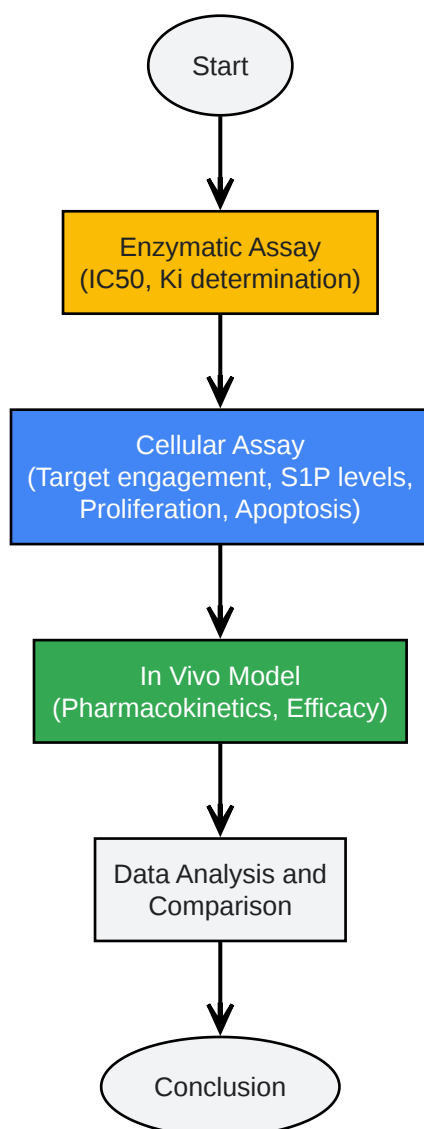 Start
Enzymatic Assay
(IC50, Ki determination)
Cellular Assay
(Target engagement, S1P levels,
Proliferation, Apoptosis)
In Vivo Model
(Pharmacokinetics, Efficacy)
Data Analysis and
Comparison
Conclusion